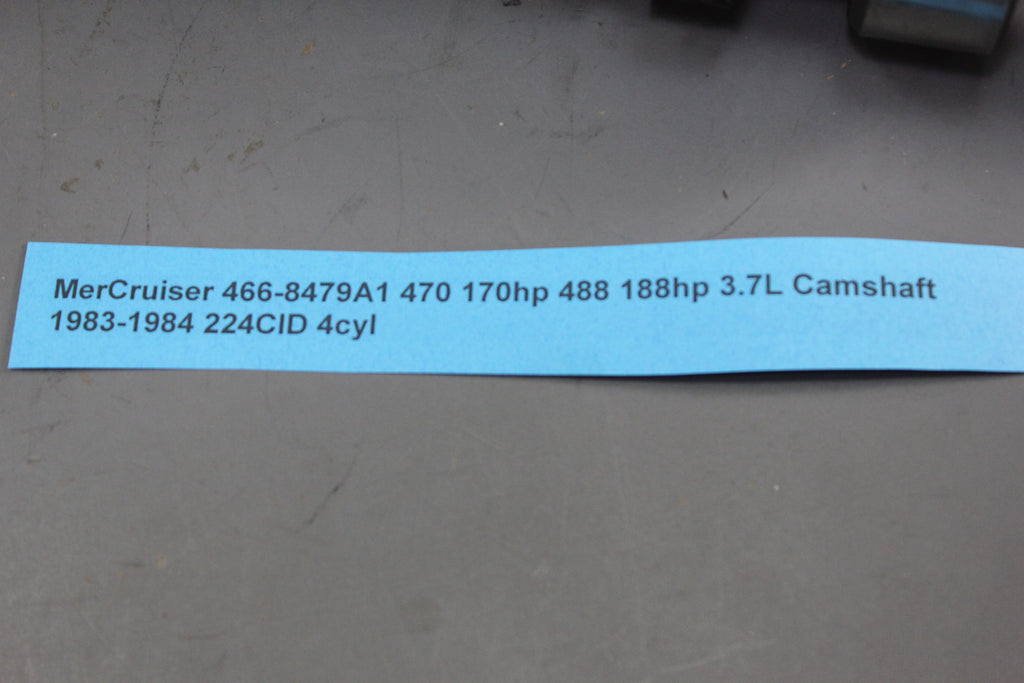 MerCruiser 466-8479A1 470 170hp 488 188hp 3.7L Camshaft
1983-1984 224CID 4cyl